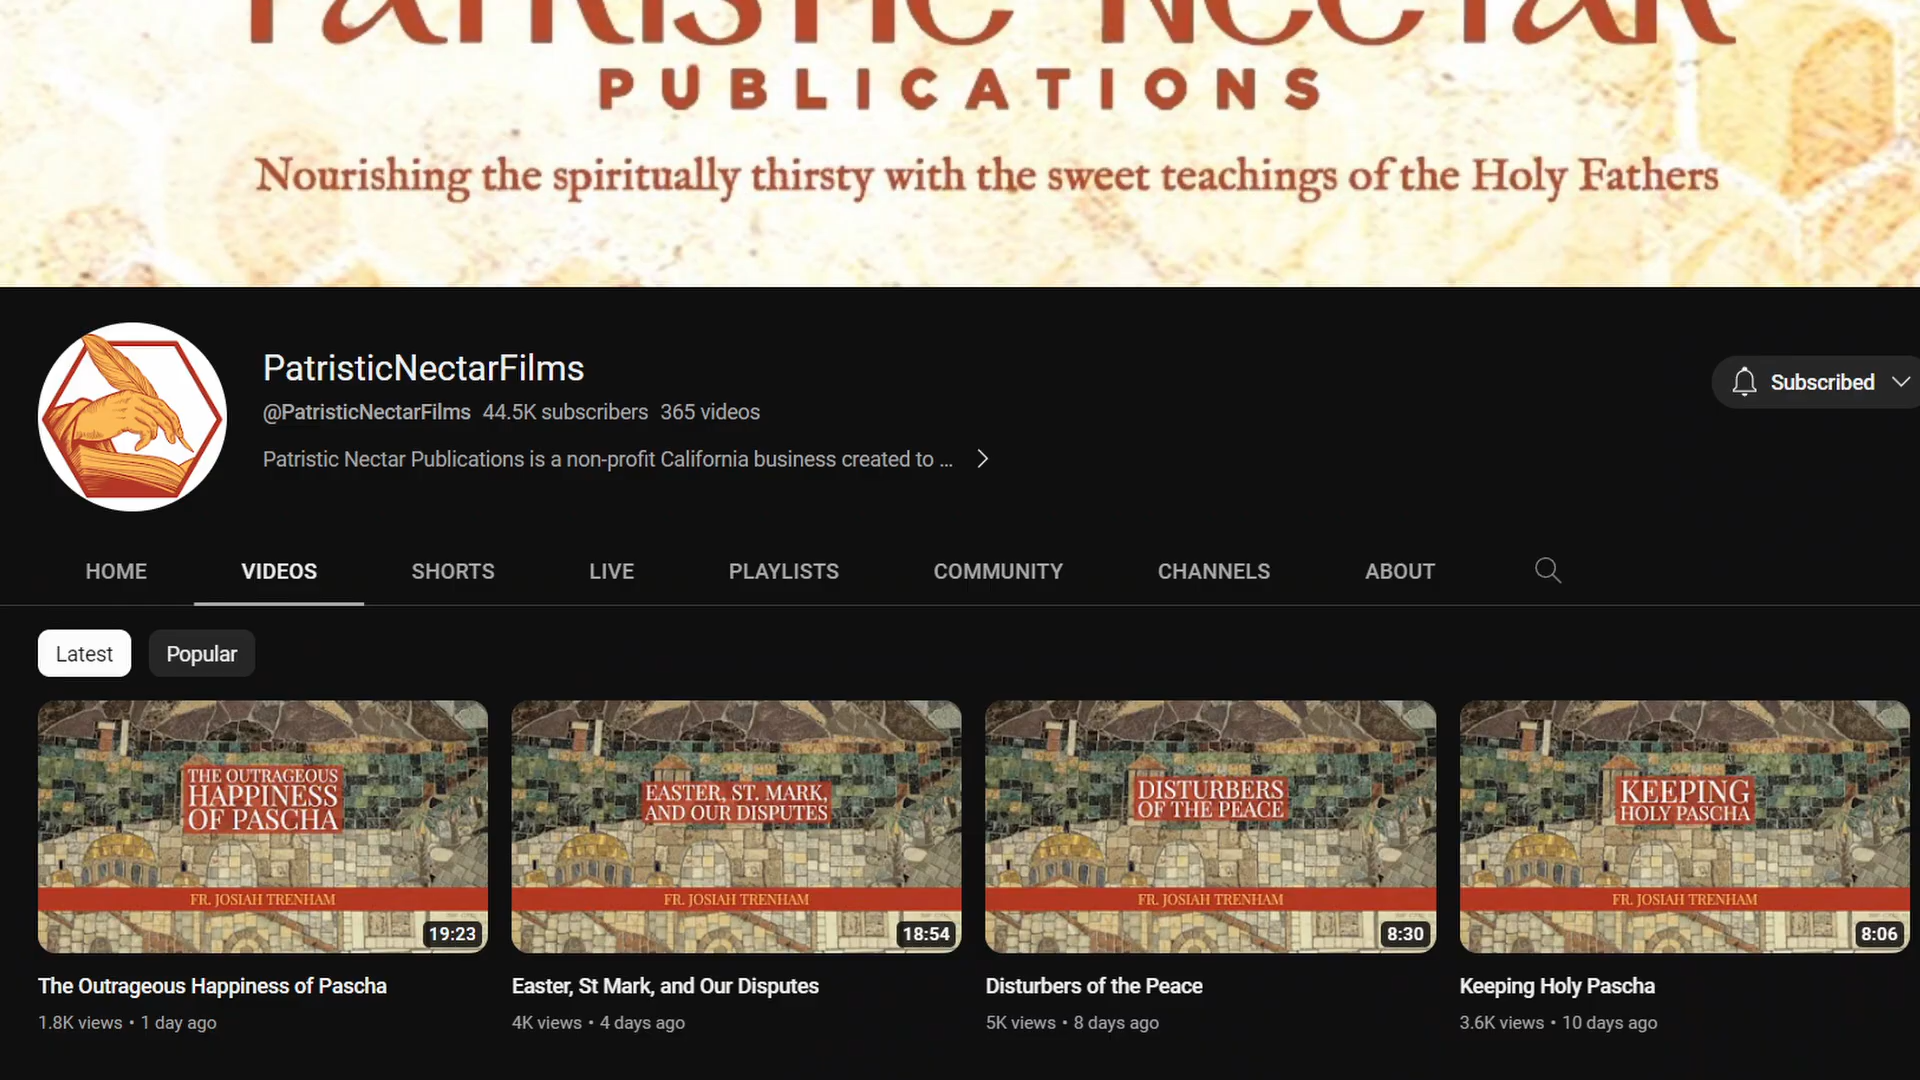 PATRISTIC NECTAR
PUBLICATIONS
Nourishing the spiritually thirsty with the sweet teachings of the Holy Fathers
PatristicNectarFilms
@PatristicNectarFilms 44.5K subscribers 365 videos
Patristic Nectar Publications is a non-profit California business created to ...
Subscribed
HOME VIDEOS SHORTS LIVE PLAYLISTS COMMUNITY CHANNELS ABOUT
Latest Popular
THE OUTRAGEOUS
HAPPINESS
OF PASCHA
FR. JOSIAH TRENHAM
19:23
The Outrageous Happiness of Pascha
1.8K views • 1 day ago
EASTER, ST. MARK,
AND OUR DISPUTES
FR. JOSIAH TRENHAM
18:54
Easter, St Mark, and Our Disputes
4K views • 4 days ago
DISTURBERS
OF THE PEACE
FR. JOSIAH TRENHAM
8:30
Disturbers of the Peace
5K views • 8 days ago
KEEPING
HOLY PASCHA
FR. JOSIAH TRENHAM
8:06
Keeping Holy Pascha
3.6K views • 10 days ago